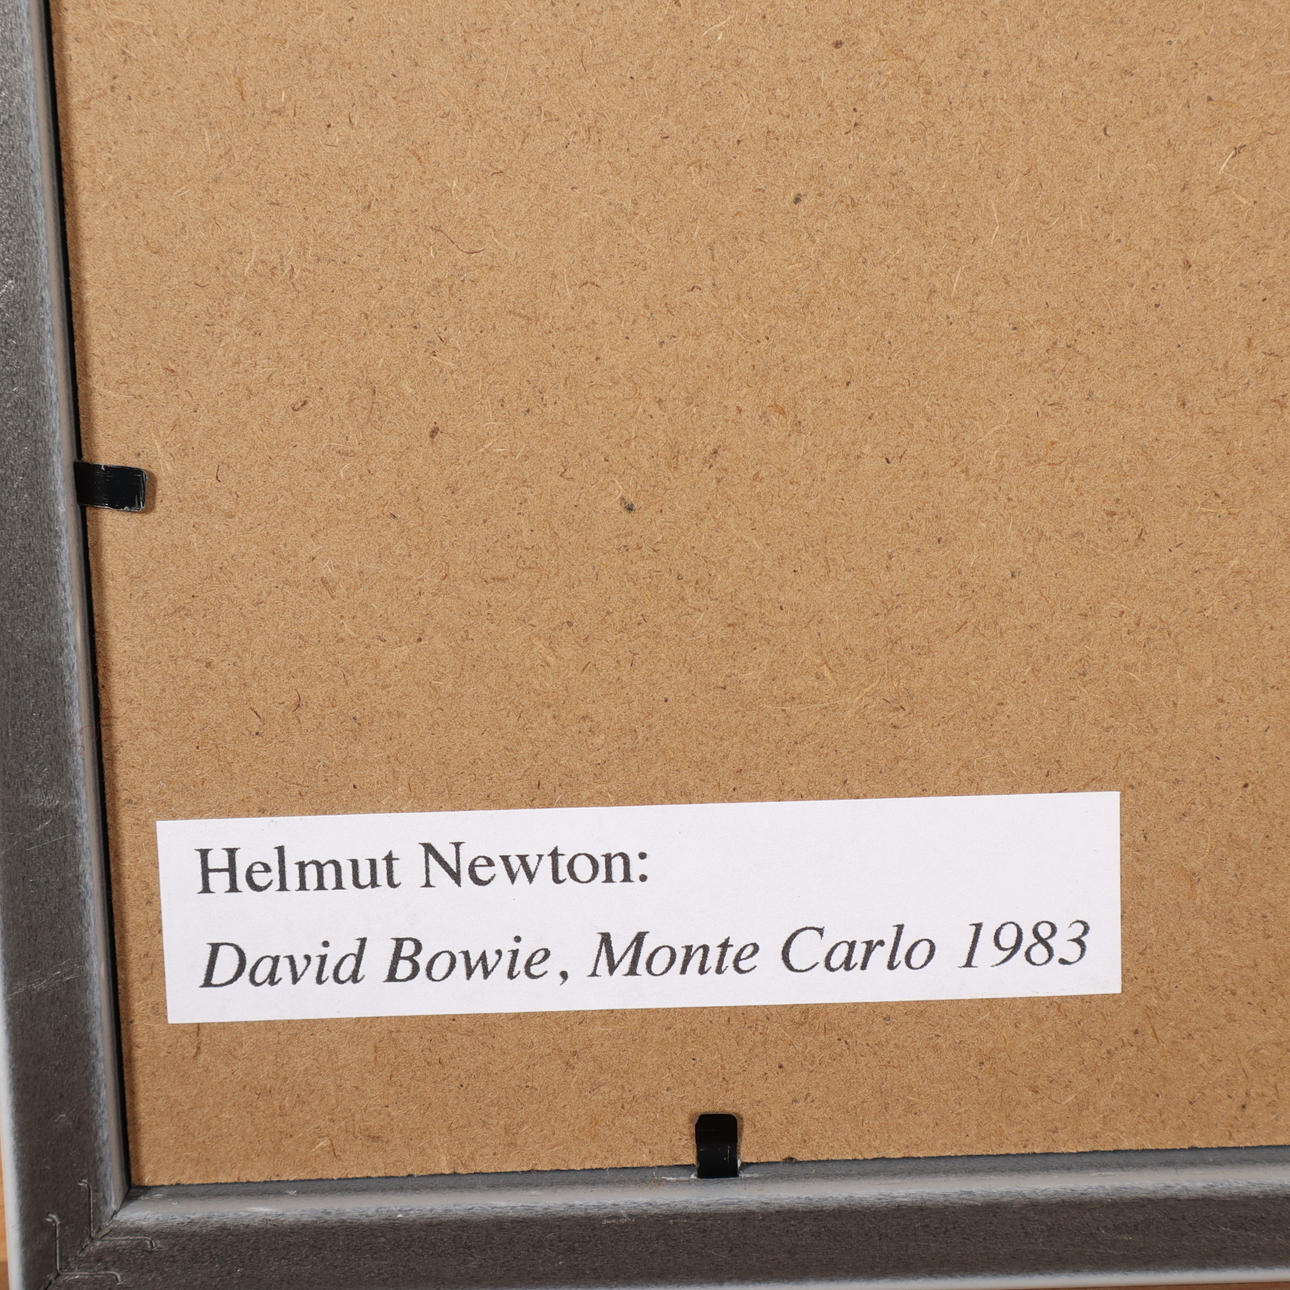 Helmut Newton:
David Bowie, Monte Carlo 1983